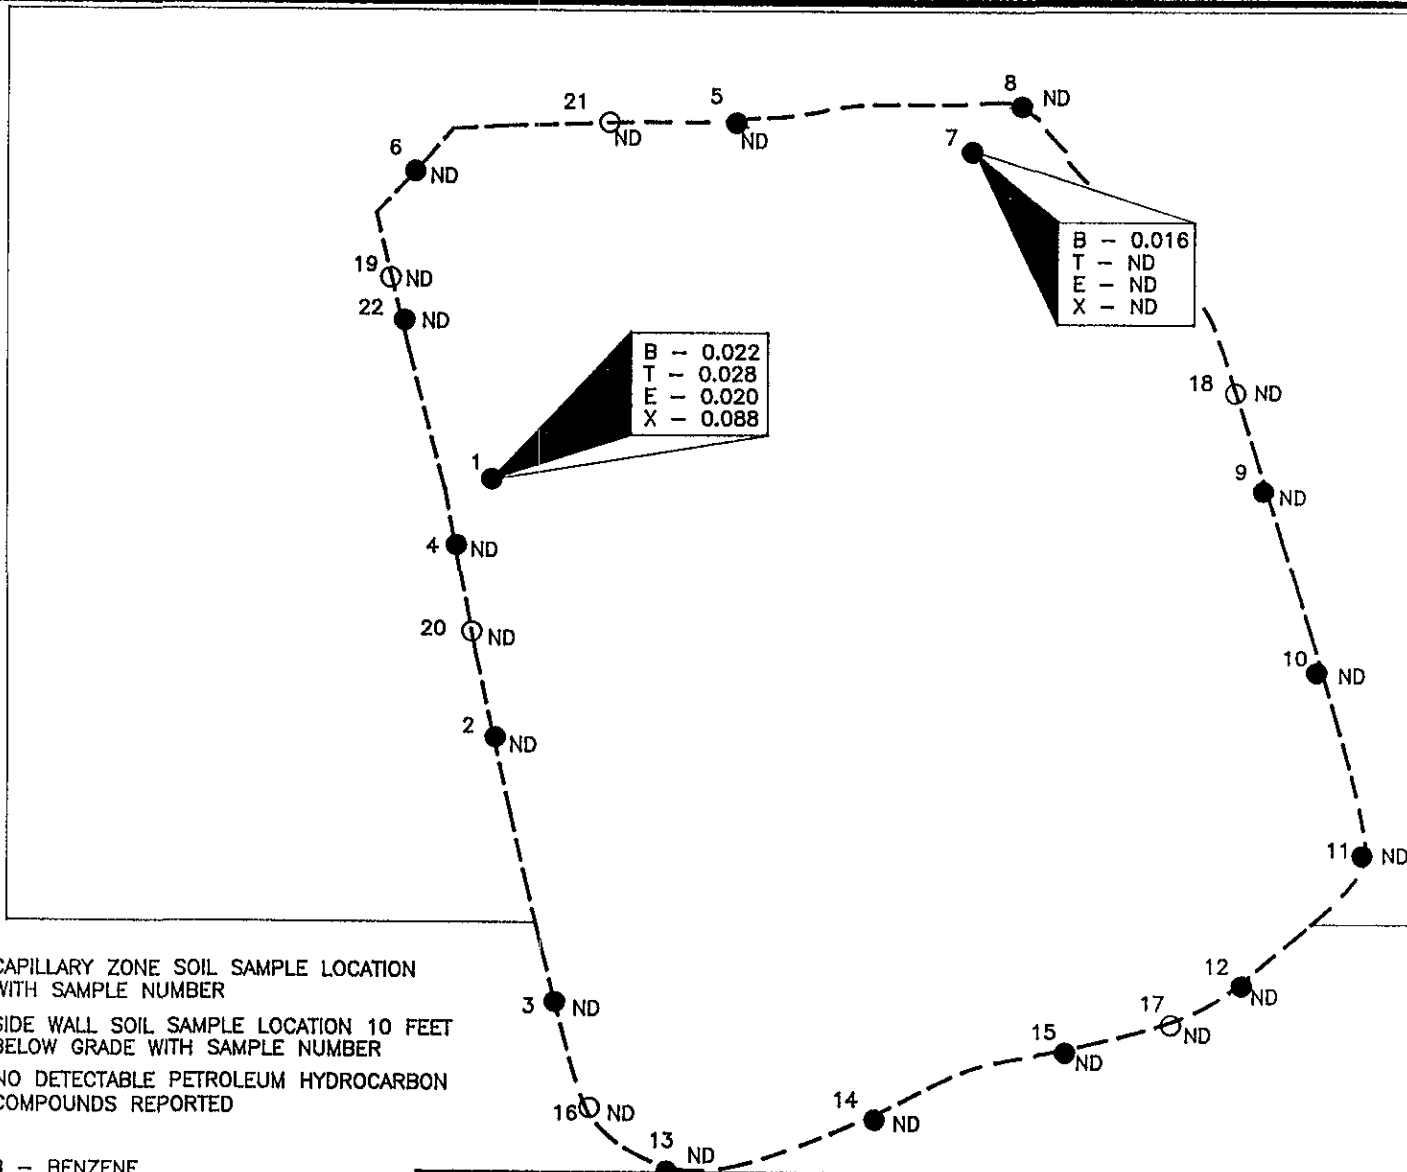 8 ND
21 ND
5 ND
7
6 ND
B - 0.016
T - ND
E - ND
X - ND
19 ND
22 ND
B - 0.022
T - 0.028
E - 0.020
X - 0.088
18 ND
1
9 ND
4 ND
20 ND
10 ND
2 ND
11 ND
CAPILLARY ZONE SOIL SAMPLE LOCATION
WITH SAMPLE NUMBER
12 ND
3 ND
SIDE WALL SOIL SAMPLE LOCATION 10 FEET
BELOW GRADE WITH SAMPLE NUMBER
17 ND
15 ND
NO DETECTABLE PETROLEUM HYDROCARBON
COMPOUNDS REPORTED
16 ND
14 ND
13 ND
B - BENZENE